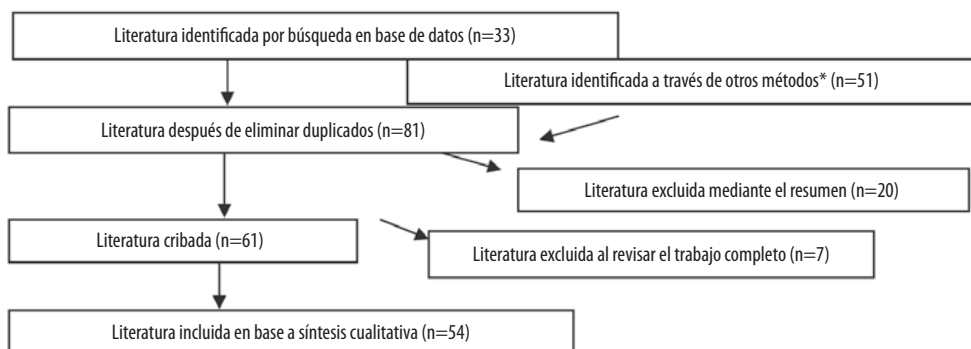 Literatura identificada por búsqueda en base de datos (n=33)
Literatura identificada a través de otros métodos* (n=51)
Literatura después de eliminar duplicados (n=81)
Literatura excluida mediante el resumen (n=20)
Literatura cribada (n=61)
Literatura excluida al revisar el trabajo completo (n=7)
Literatura incluida en base a síntesis cualitativa (n=54)